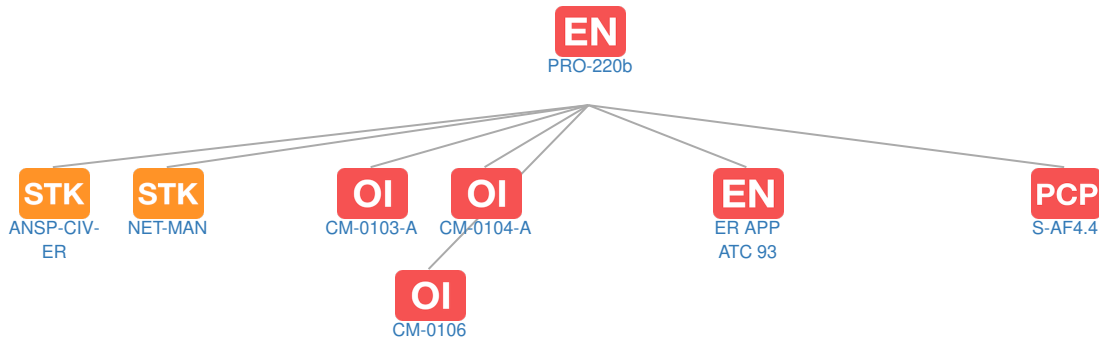 EN
PRO-220b
STK
ANSP-CIV-
ER
STK
NET-MAN
OI
CM-0103-A
OI
CM-0104-A
EN
ER APP
ATC 93
PCP
S-AF4.4
OI
CM-0106